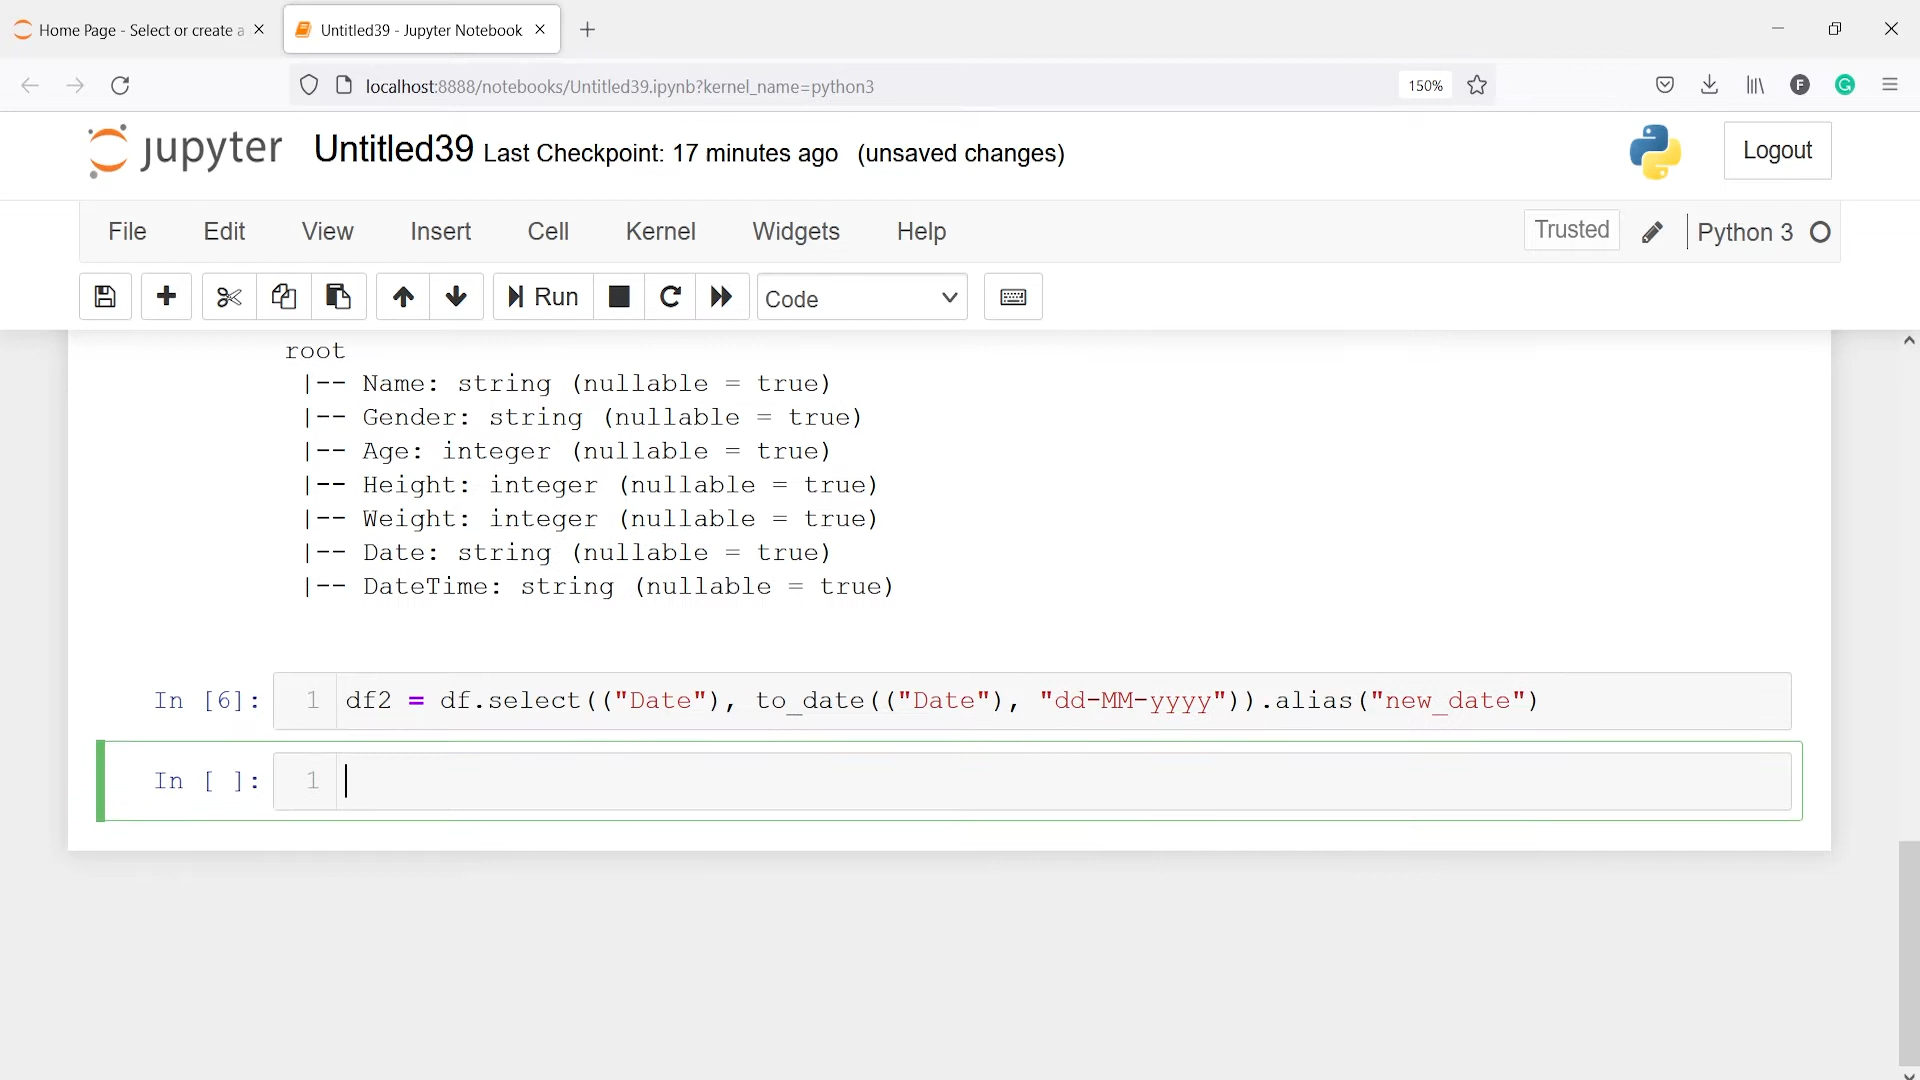 Home Page - Select or create a
Untitled39 - Jupyter Notebook
localhost:8888/notebooks/Untitled39.ipynb?kernel_name=python3
150%
F
G
jupyter
Untitled39 Last Checkpoint: 17 minutes ago (unsaved changes)
Logout
File Edit View Insert Cell Kernel Widgets Help
Trusted
Python 3
Run
Code
root
|-- Name: string (nullable = true)
|-- Gender: string (nullable = true)
|-- Age: integer (nullable = true)
|-- Height: integer (nullable = true)
|-- Weight: integer (nullable = true)
|-- Date: string (nullable = true)
|-- DateTime: string (nullable = true)
In [6]: 1 df2 = df.select(("Date"), to_date(("Date"), "dd-MM-yyyy")).alias("new_date")
In [ ]: 1